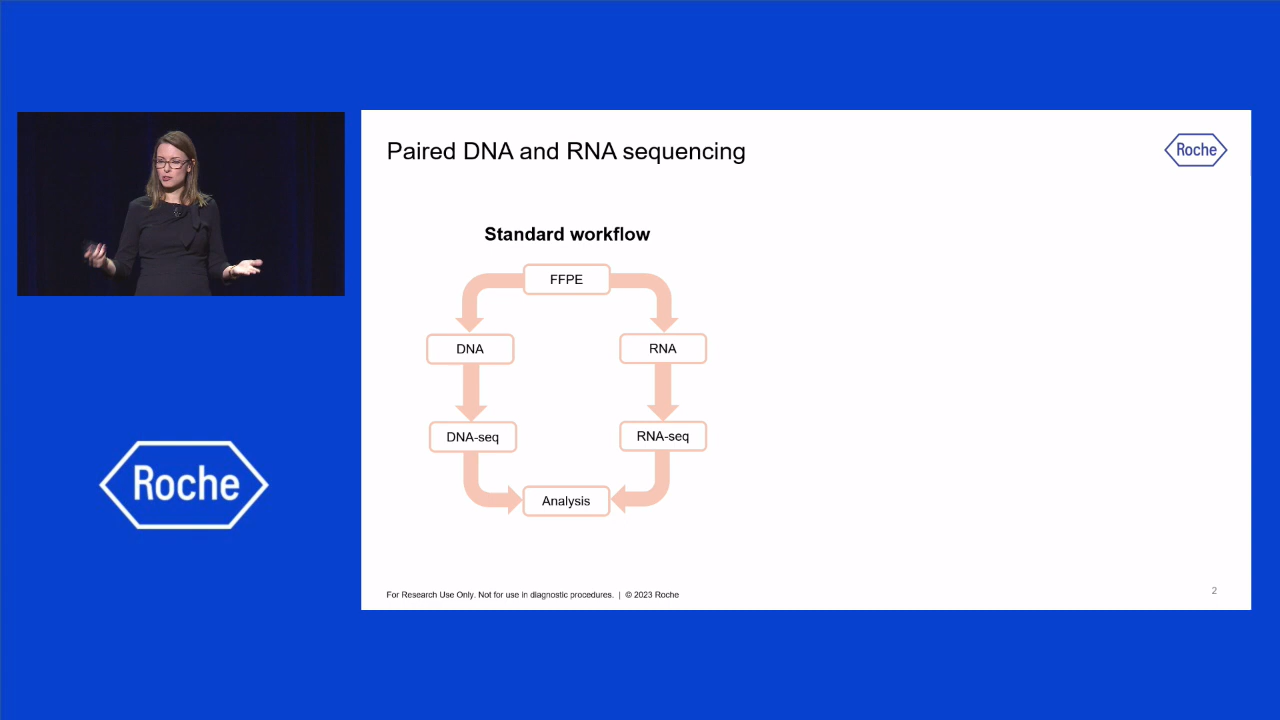 Paired DNA and RNA sequencing
Roche
Standard workflow
FFPE
DNA
RNA
DNA-seq
RNA-seq
Analysis
Roche
For Research Use Only. Not for use in diagnostic procedures. | © 2023 Roche
2